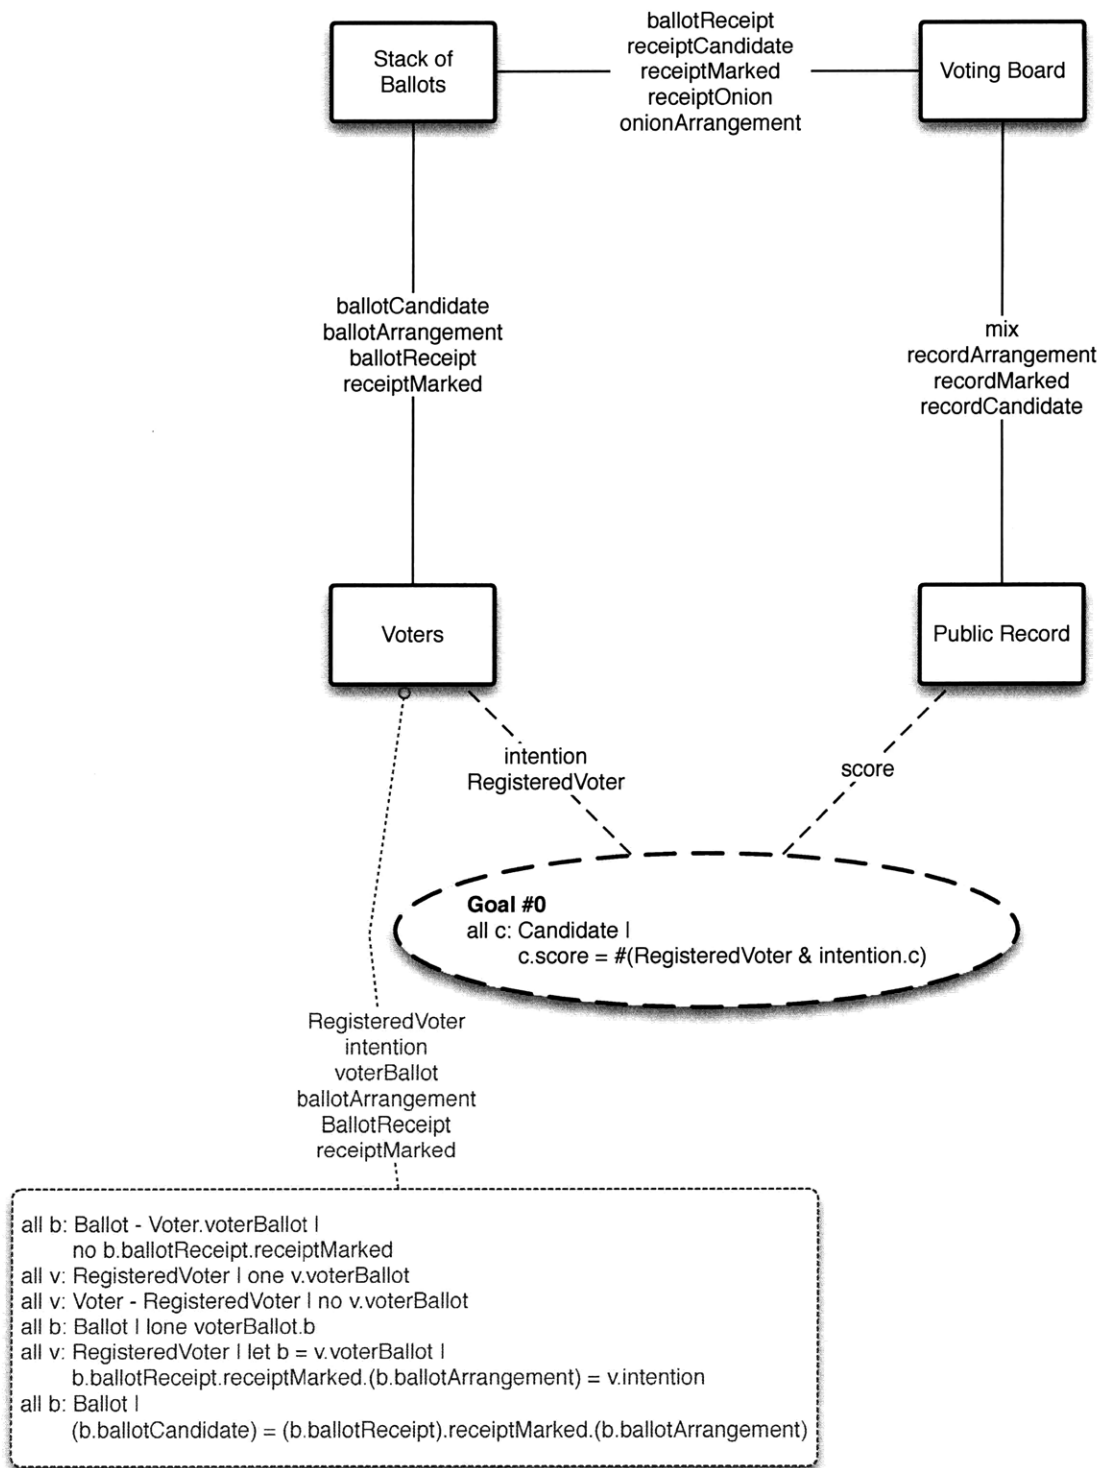 Stack of
Ballots
ballotReceipt
receiptCandidate
receiptMarked
receiptOnion
onionArrangement
Voting Board
ballotCandidate
ballotArrangement
ballotReceipt
receiptMarked
mix
recordArrangement
recordMarked
recordCandidate
Voters
Public Record
intention
RegisteredVoter
score
Goal #0
all c: Candidate |
c.score = #(RegisteredVoter & intention.c)
RegisteredVoter
intention
voterBallot
ballotArrangement
BallotReceipt
receiptMarked
all b: Ballot - Voter.voterBallot |
no b.ballotReceipt.receiptMarked
all v: RegisteredVoter | one v.voterBallot
all v: Voter - RegisteredVoter | no v.voterBallot
all b: Ballot | lone voterBallot.b
all v: RegisteredVoter | let b = v.voterBallot |
b.ballotReceipt.receiptMarked.(b.ballotArrangement) = v.intention
all b: Ballot |
(b.ballotCandidate) = (b.ballotReceipt).receiptMarked.(b.ballotArrangement)